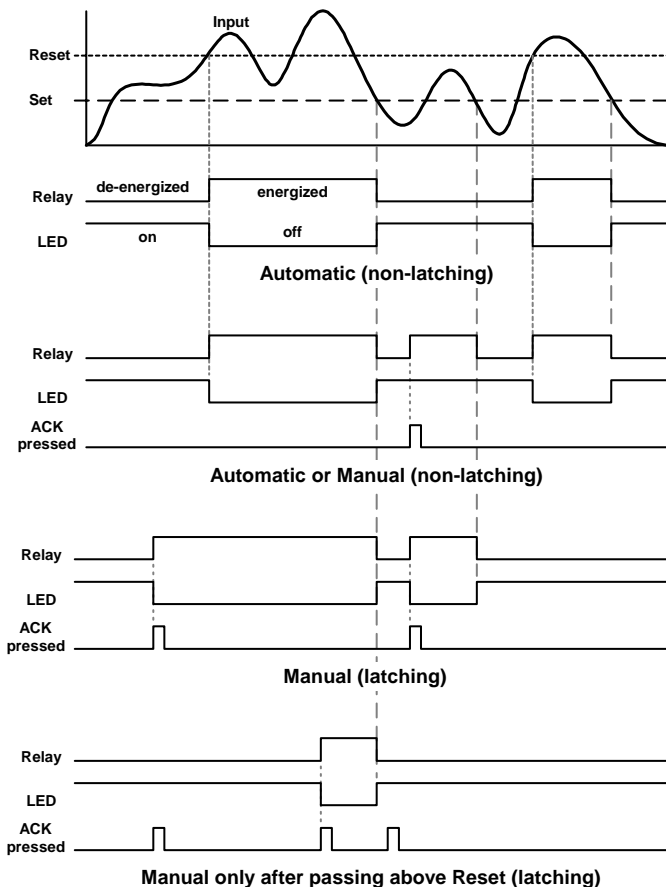 Input
Reset
Set
de-energized energized
Relay
LED on off
Automatic (non-latching)
Relay
LED
ACK
pressed
Automatic or Manual (non-latching)
Relay
LED
ACK
pressed
Manual (latching)
Relay
LED
ACK
pressed
Manual only after passing above Reset (latching)